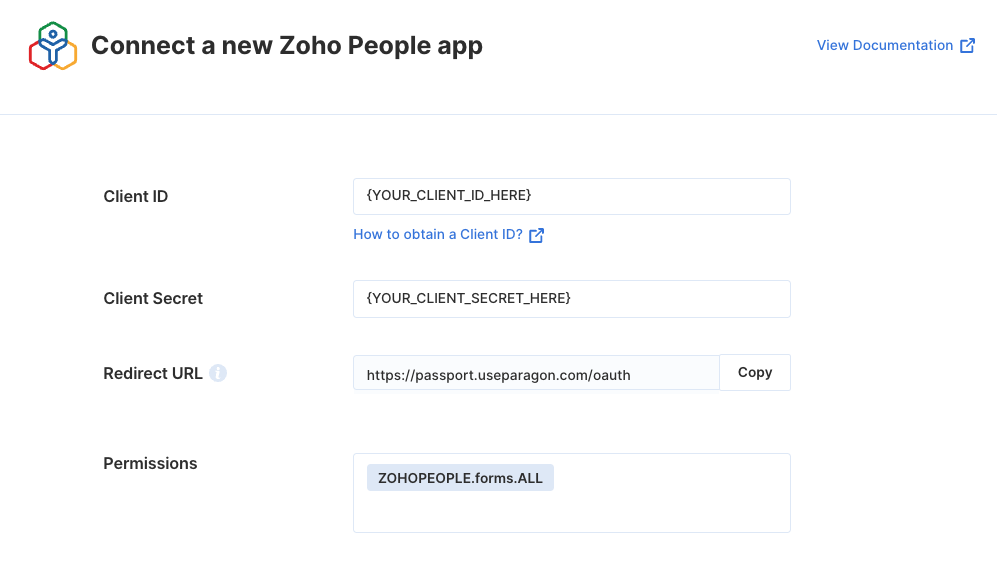 Connect a new Zoho People app
View Documentation
Client ID
{YOUR_CLIENT_ID_HERE}
How to obtain a Client ID?
Client Secret
{YOUR_CLIENT_SECRET_HERE}
Redirect URL i
https://passport.useparagon.com/oauth
Copy
Permissions
ZOHOPEOPLE.forms.ALL